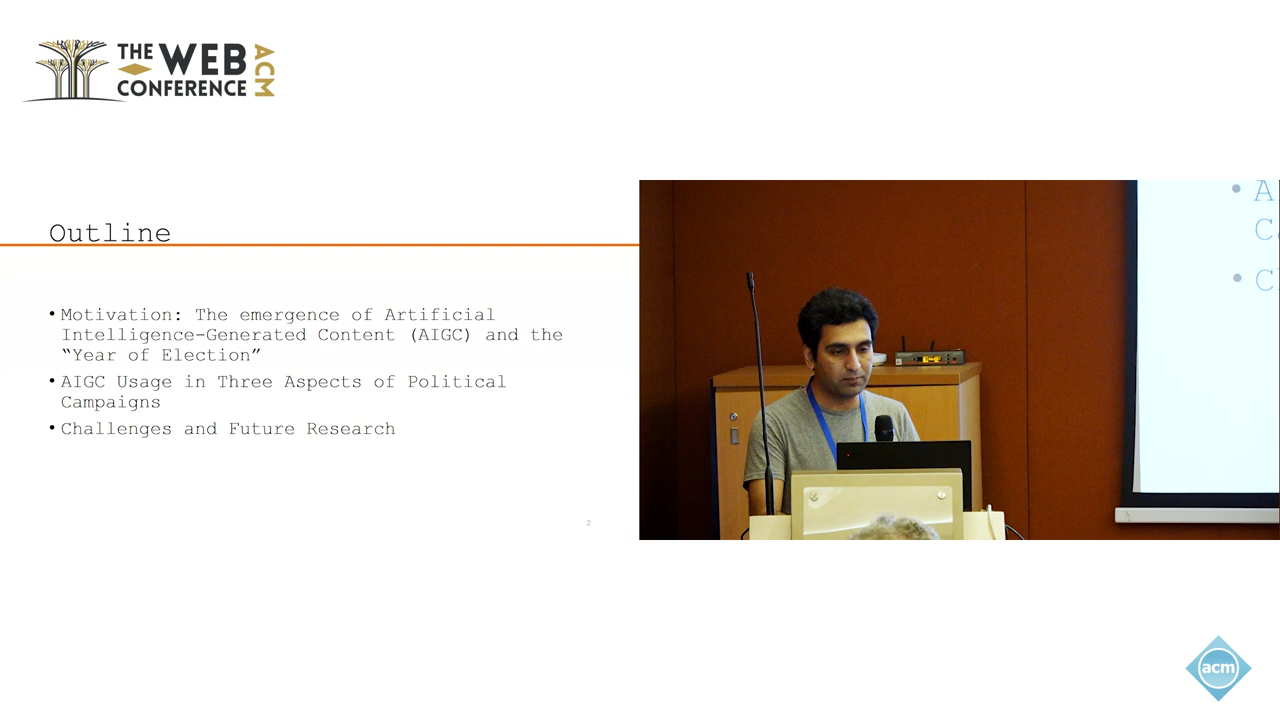 THE WEB
CONFERENCE
ACM
Outline
• Motivation: The emergence of Artificial
Intelligence-Generated Content (AIGC) and the
“Year of Election”
• AIGC Usage in Three Aspects of Political
Campaigns
• Challenges and Future Research
2
• A
C
• C
acm